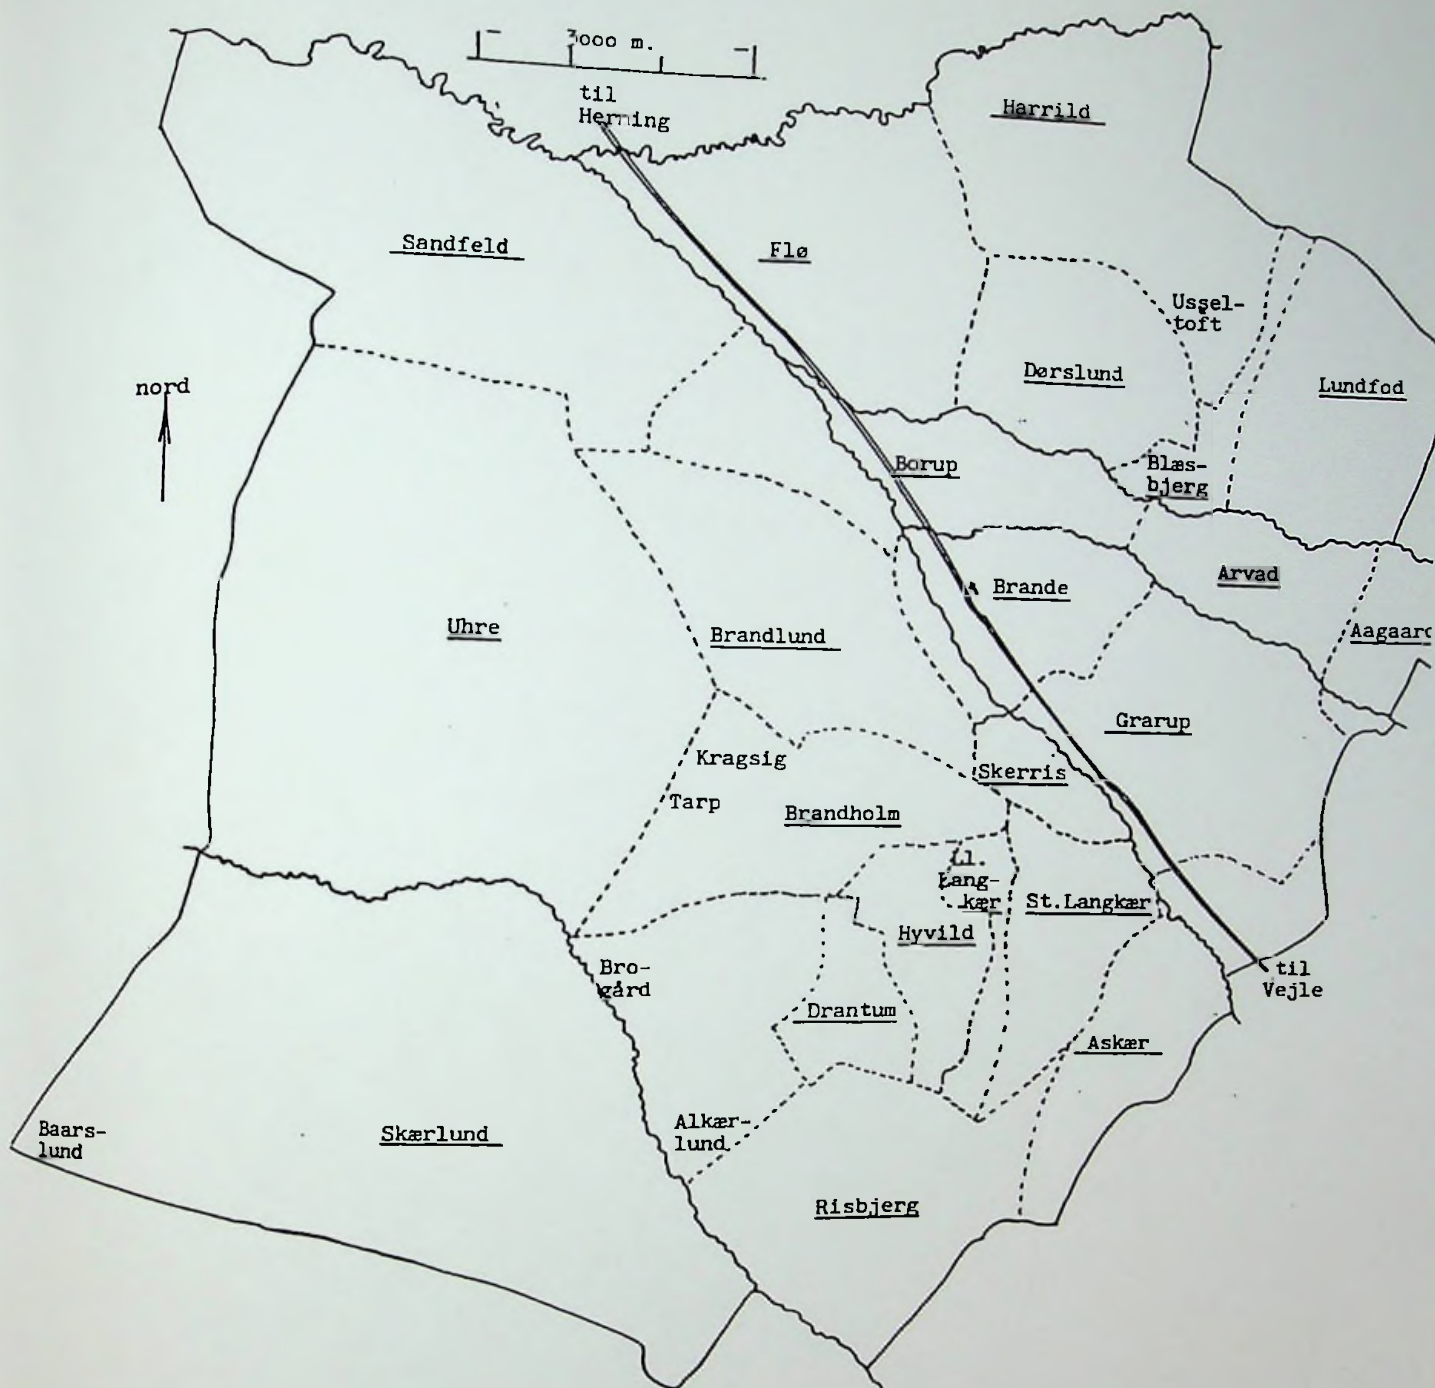 3000 m.
til
Herning
Harrild
Sandfeld
Flø
Ussel-
toft
Dørslund
Lundfod
nord
Borup
Blæs-
bjerg
Arvad
Brande
Aagaard
Uhre
Brandlund
Grarup
Kragsig
Skerris
Tarp
Brandholm
Ll.
Lang-
kær
St.Langkær
Hyvild
Bro-
gård
til
Vejle
Drantum
Askær
Alkær-
lund
Baars-
lund
Skærlund
Risbjerg